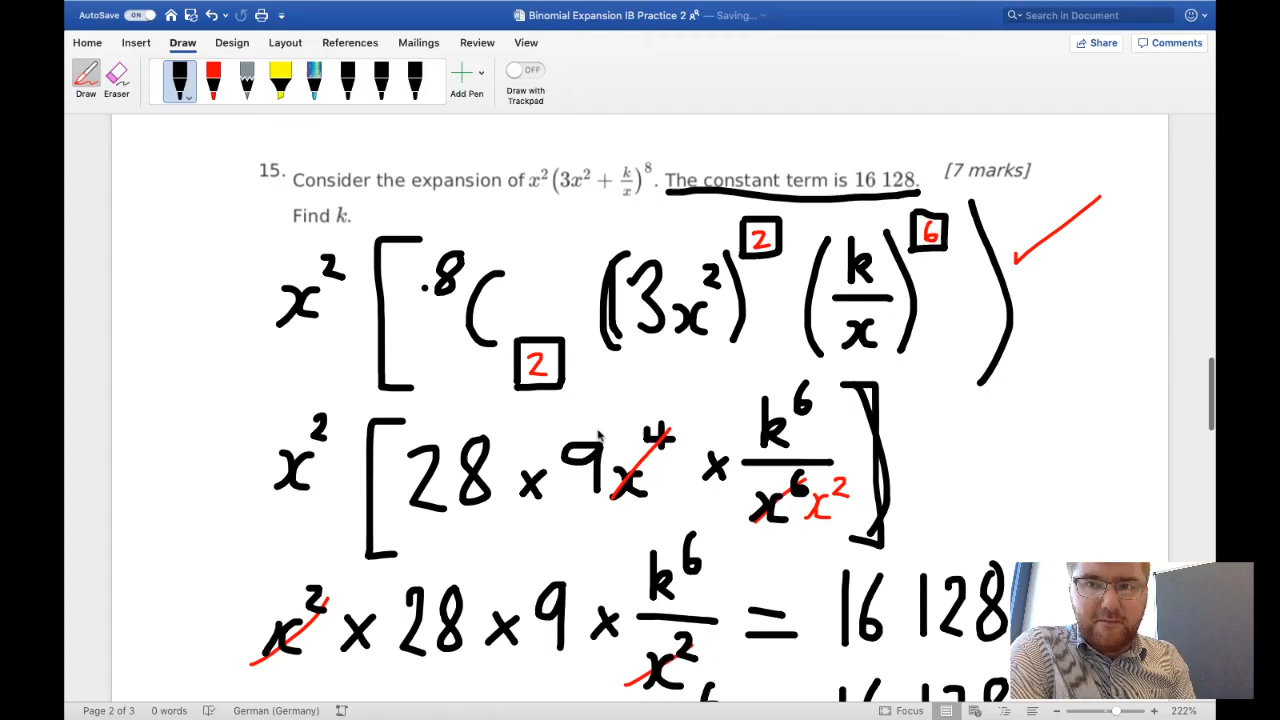 AutoSave ON Binomial Expansion IB Practice 2 — Saving... Search in Document
Home Insert Draw Design Layout References Mailings Review View Share Comments
Draw Eraser Add Pen OFF Draw with Trackpad
15. Consider the expansion of x²(3x² + k/x)⁸. The constant term is 16 128. [7 marks]
Find k.
x² [ ⁸C₂ (3x²)² (k/x)⁶ )
x² [ 28 × 9x⁴ × k⁶/x⁶ x² ]
x² × 28 × 9 × k⁶/x² = 16 128
6 16 128
Page 2 of 3 0 words German (Germany) Focus 222%